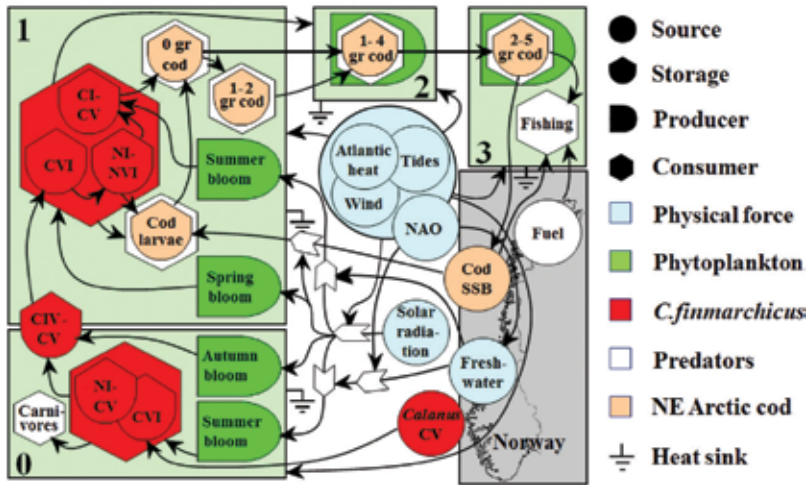 1
0 gr
cod
1-2
gr cod
CI-
CV
CVI
NI-
NVI
Cod
larvae
Summer
bloom
Spring
bloom
1- 4
gr cod
2
2-5
gr cod
Fishing
3
Atlantic
heat
Tides
Wind
NAO
Fuel
Cod
SSB
Solar
radia-
tion
Fresh-
water
Calanus
CV
Norway
CIV-
CV
Autumn
bloom
NI-
CV
CVI
Carni-
vores
Summer
bloom
0
Source
Storage
Producer
Consumer
Physical force
Phytoplankton
C.finmarchicus
Predators
NE Arctic cod
Heat sink